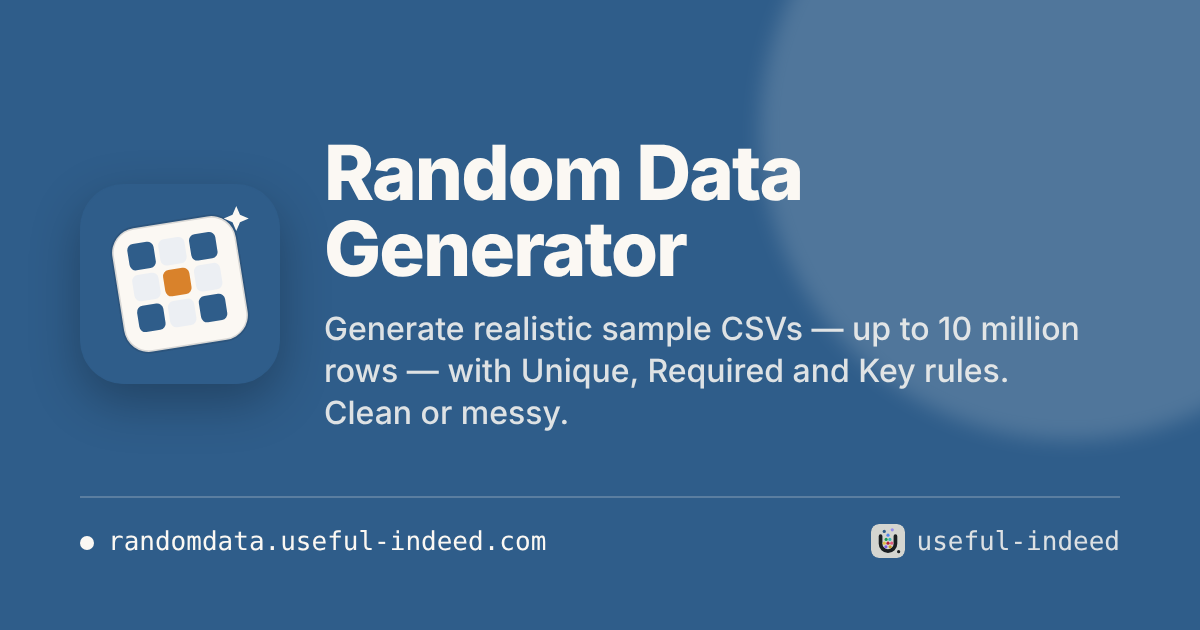 Random Data
Generator
Generate realistic sample CSVs — up to 10 million
rows — with Unique, Required and Key rules.
Clean or messy.
randomdata.useful-indeed.com
useful-indeed